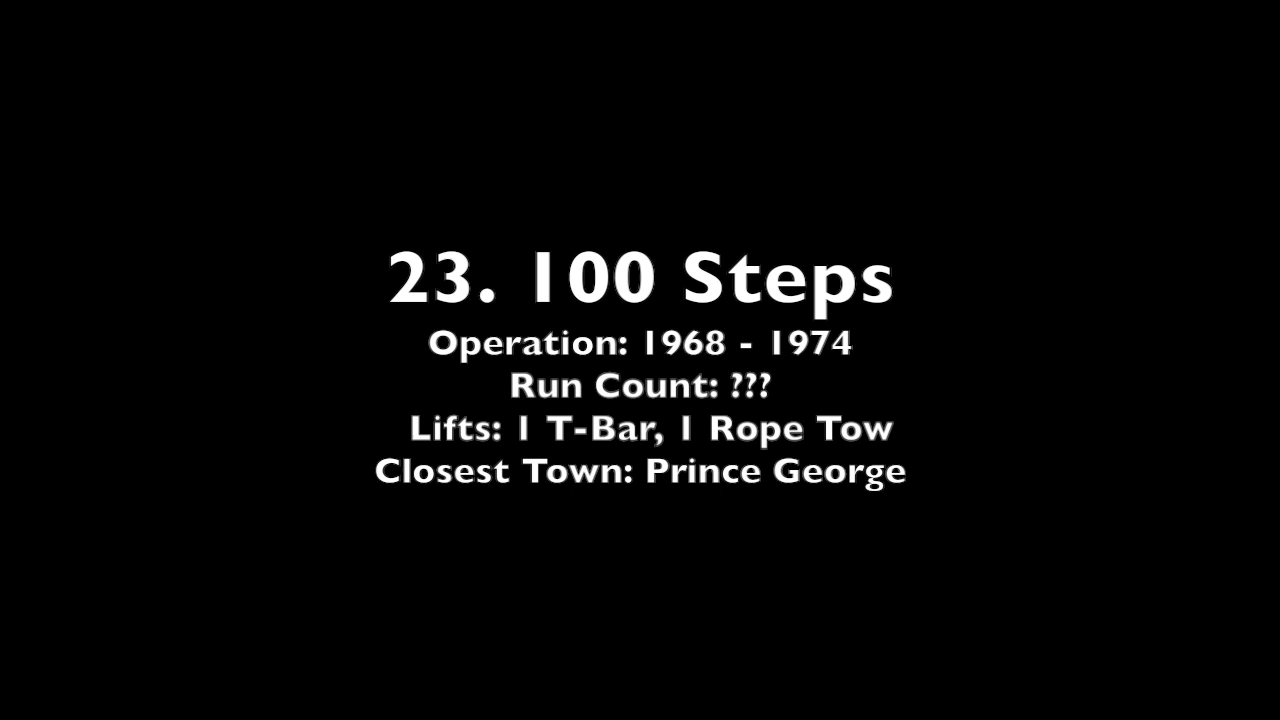 23. 100 Steps
Operation: 1968 - 1974
Run Count: ???
Lifts: 1 T-Bar, 1 Rope Tow
Closest Town: Prince George